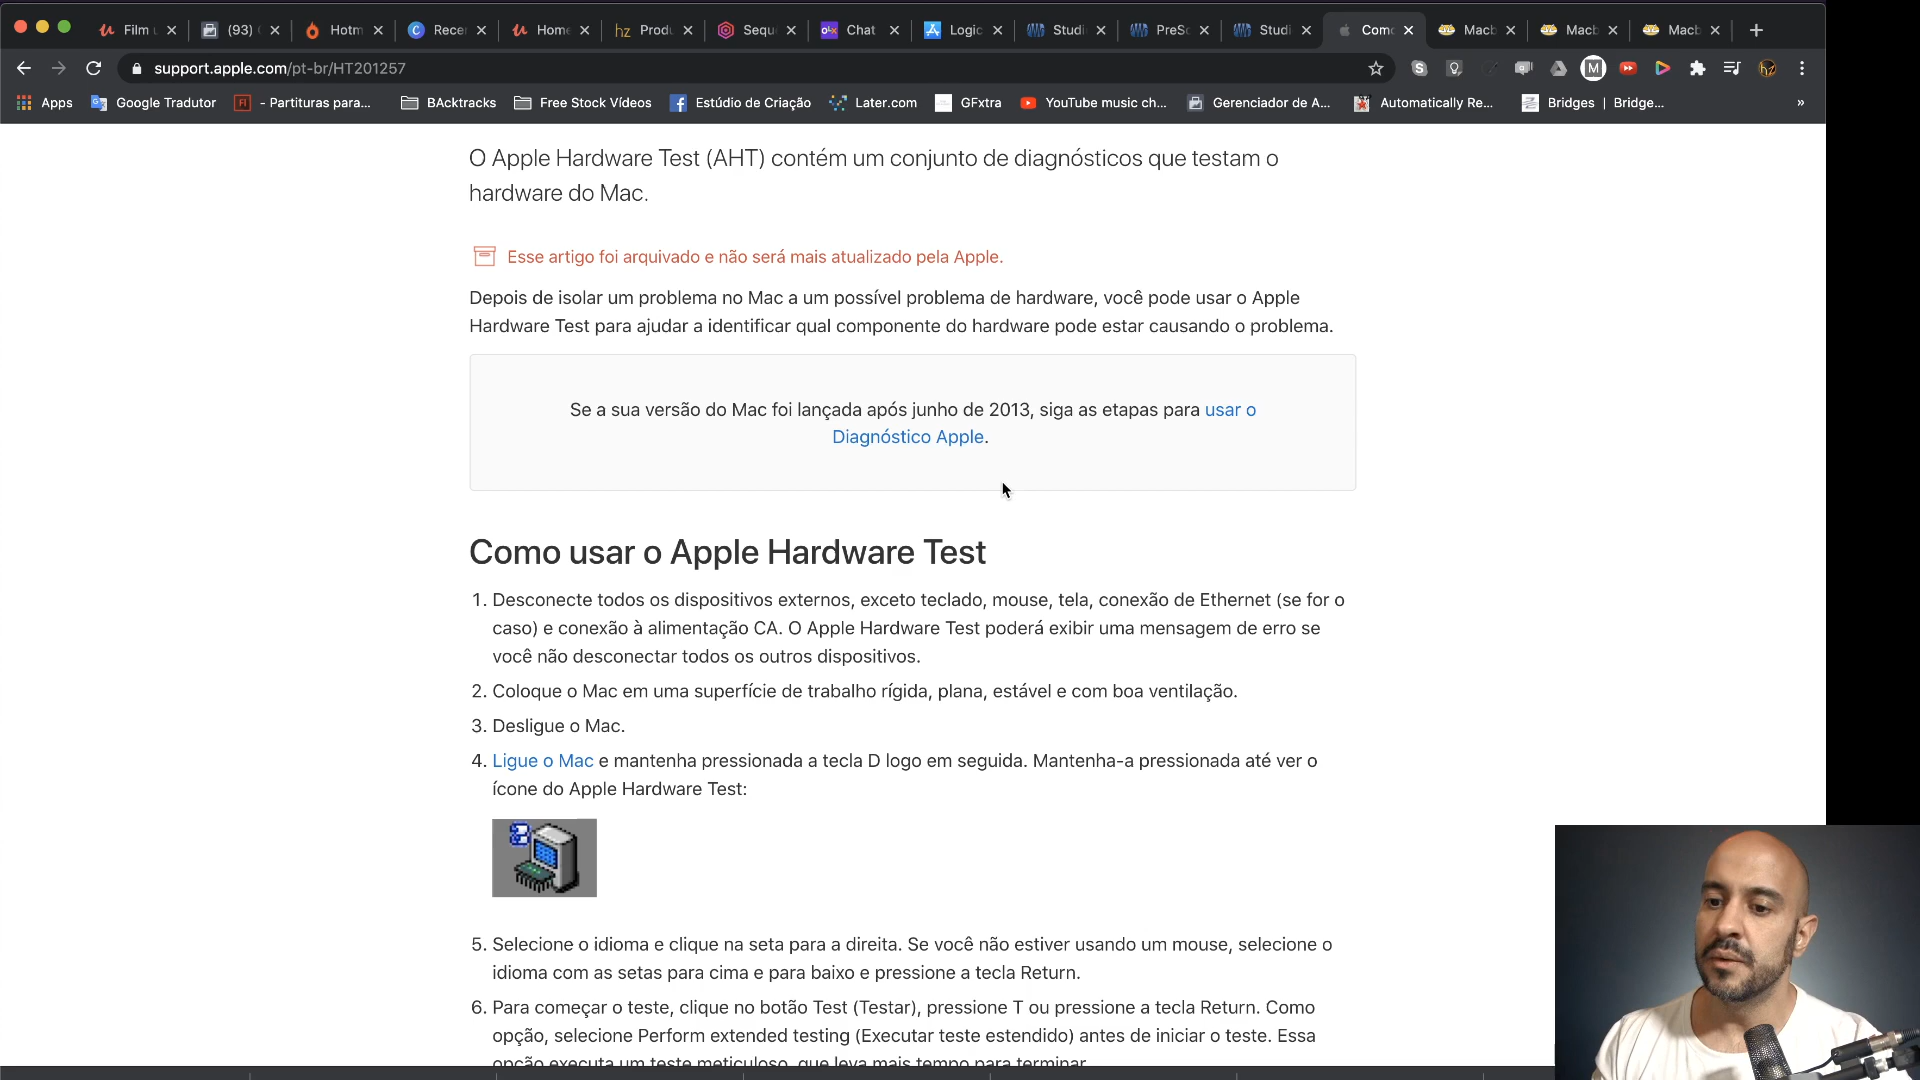 Film u
(93)
Hotm
Recer
Home
Produ
Sequ
Chat
Logic
Studi
PreSc
Studi
Como
Macb
Macb
Macb
support.apple.com/pt-br/HT201257
Apps
Google Tradutor
- Partituras para...
BAcktracks
Free Stock Vídeos
Estúdio de Criação
Later.com
GFxtra
YouTube music ch...
Gerenciador de A...
Automatically Re...
Bridges | Bridge...
»
O Apple Hardware Test (AHT) contém um conjunto de diagnósticos que testam o
hardware do Mac.
Esse artigo foi arquivado e não será mais atualizado pela Apple.
Depois de isolar um problema no Mac a um possível problema de hardware, você pode usar o Apple
Hardware Test para ajudar a identificar qual componente do hardware pode estar causando o problema.
Se a sua versão do Mac foi lançada após junho de 2013, siga as etapas para usar o
Diagnóstico Apple.
Como usar o Apple Hardware Test
1. Desconecte todos os dispositivos externos, exceto teclado, mouse, tela, conexão de Ethernet (se for o
caso) e conexão à alimentação CA. O Apple Hardware Test poderá exibir uma mensagem de erro se
você não desconectar todos os outros dispositivos.
2. Coloque o Mac em uma superfície de trabalho rígida, plana, estável e com boa ventilação.
3. Desligue o Mac.
4. Ligue o Mac e mantenha pressionada a tecla D logo em seguida. Mantenha-a pressionada até ver o
ícone do Apple Hardware Test:
5. Selecione o idioma e clique na seta para a direita. Se você não estiver usando um mouse, selecione o
idioma com as setas para cima e para baixo e pressione a tecla Return.
6. Para começar o teste, clique no botão Test (Testar), pressione T ou pressione a tecla Return. Como
opção, selecione Perform extended testing (Executar teste estendido) antes de iniciar o teste. Essa
opção executa um teste meticuloso, que leva mais tempo para terminar.